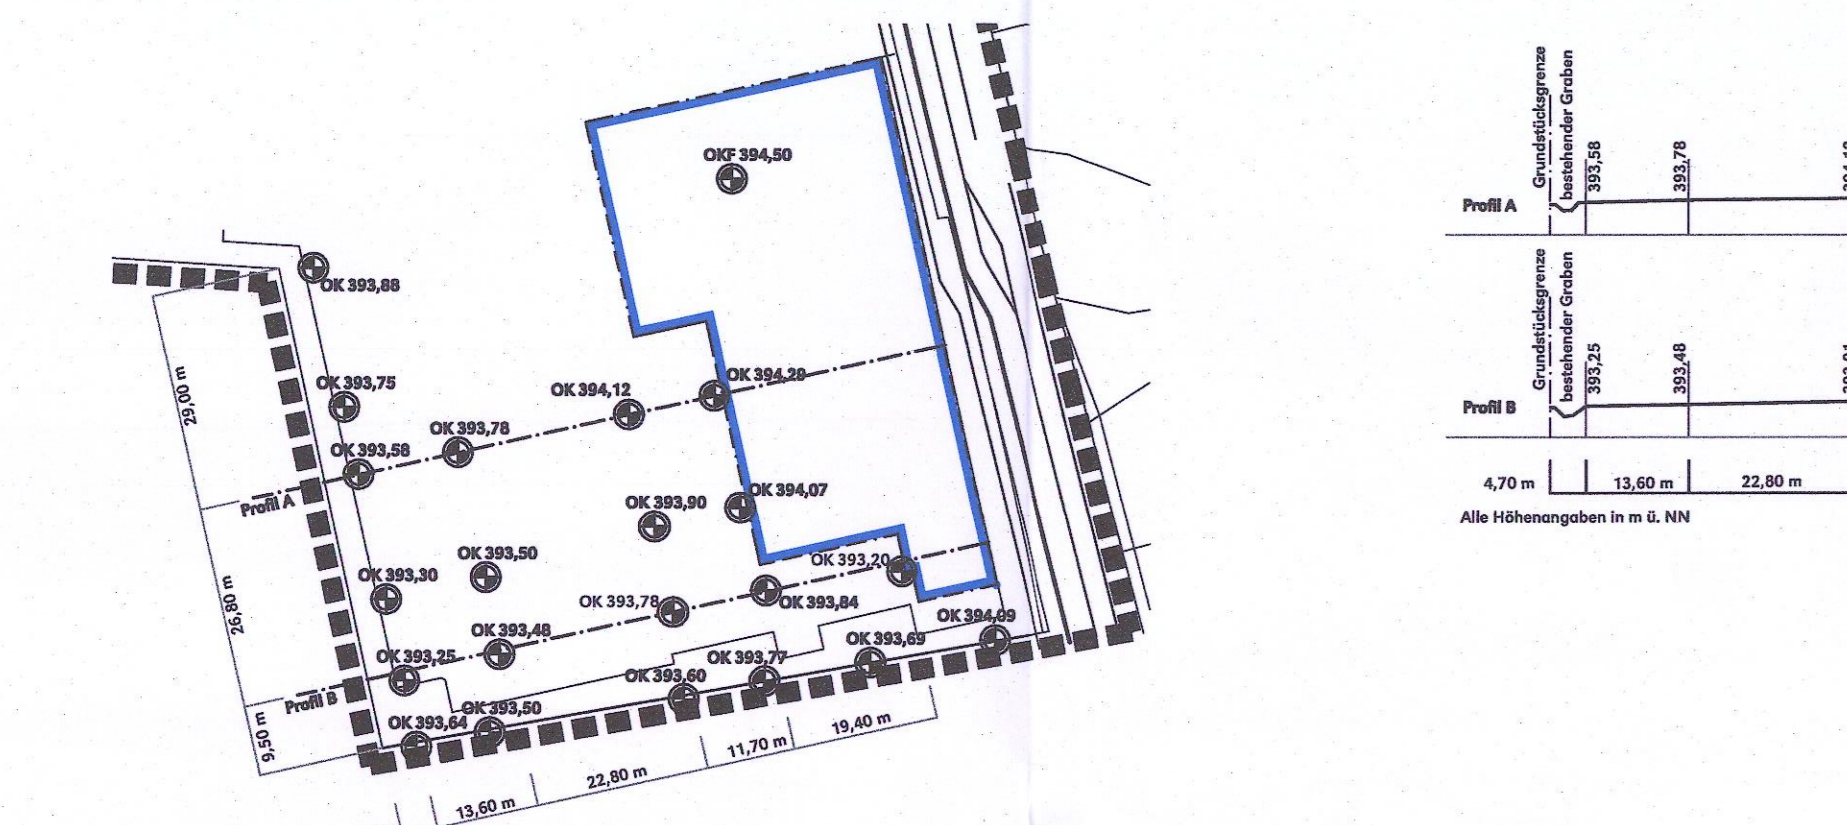 OKF 394,50
OK 393,88
OK 393,75
OK 394,12
OK 394,29
OK 393,78
OK 393,58
Profil A
OK 393,90
OK 394,07
OK 393,50
OK 393,30
OK 393,20
OK 393,78
OK 393,84
OK 393,48
OK 393,25
OK 394,09
OK 393,69
OK 393,77
OK 393,60
Profil B
OK 393,64
OK 393,50
29,00 m
26,80 m
9,50 m
13,60 m
22,80 m
11,70 m
19,40 m
Grundstücksgrenze
bestehender Graben
393,58
393,78
Profil A
Grundstücksgrenze
bestehender Graben
393,25
393,48
Profil B
4,70 m
13,60 m
22,80 m
Alle Höhenangaben in m ü. NN